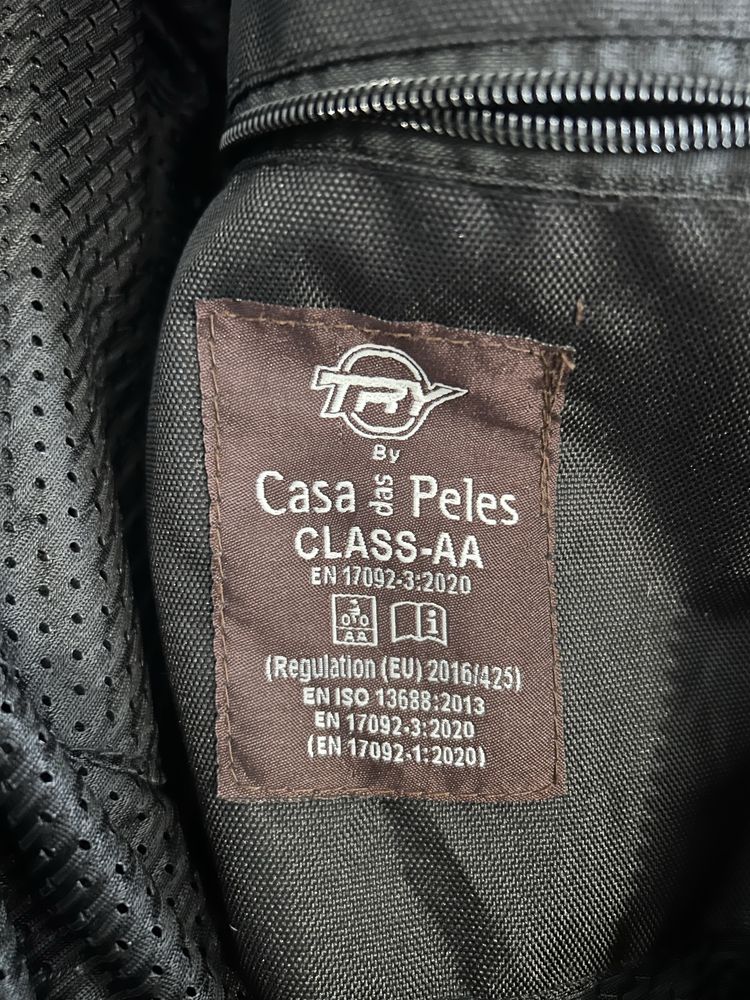 TRY
By
Casa das Peles
CLASS-AA
EN 17092-3:2020
AA i
(Regulation (EU) 2016/425)
EN ISO 13688:2013
EN 17092-3:2020
(EN 17092-1:2020)